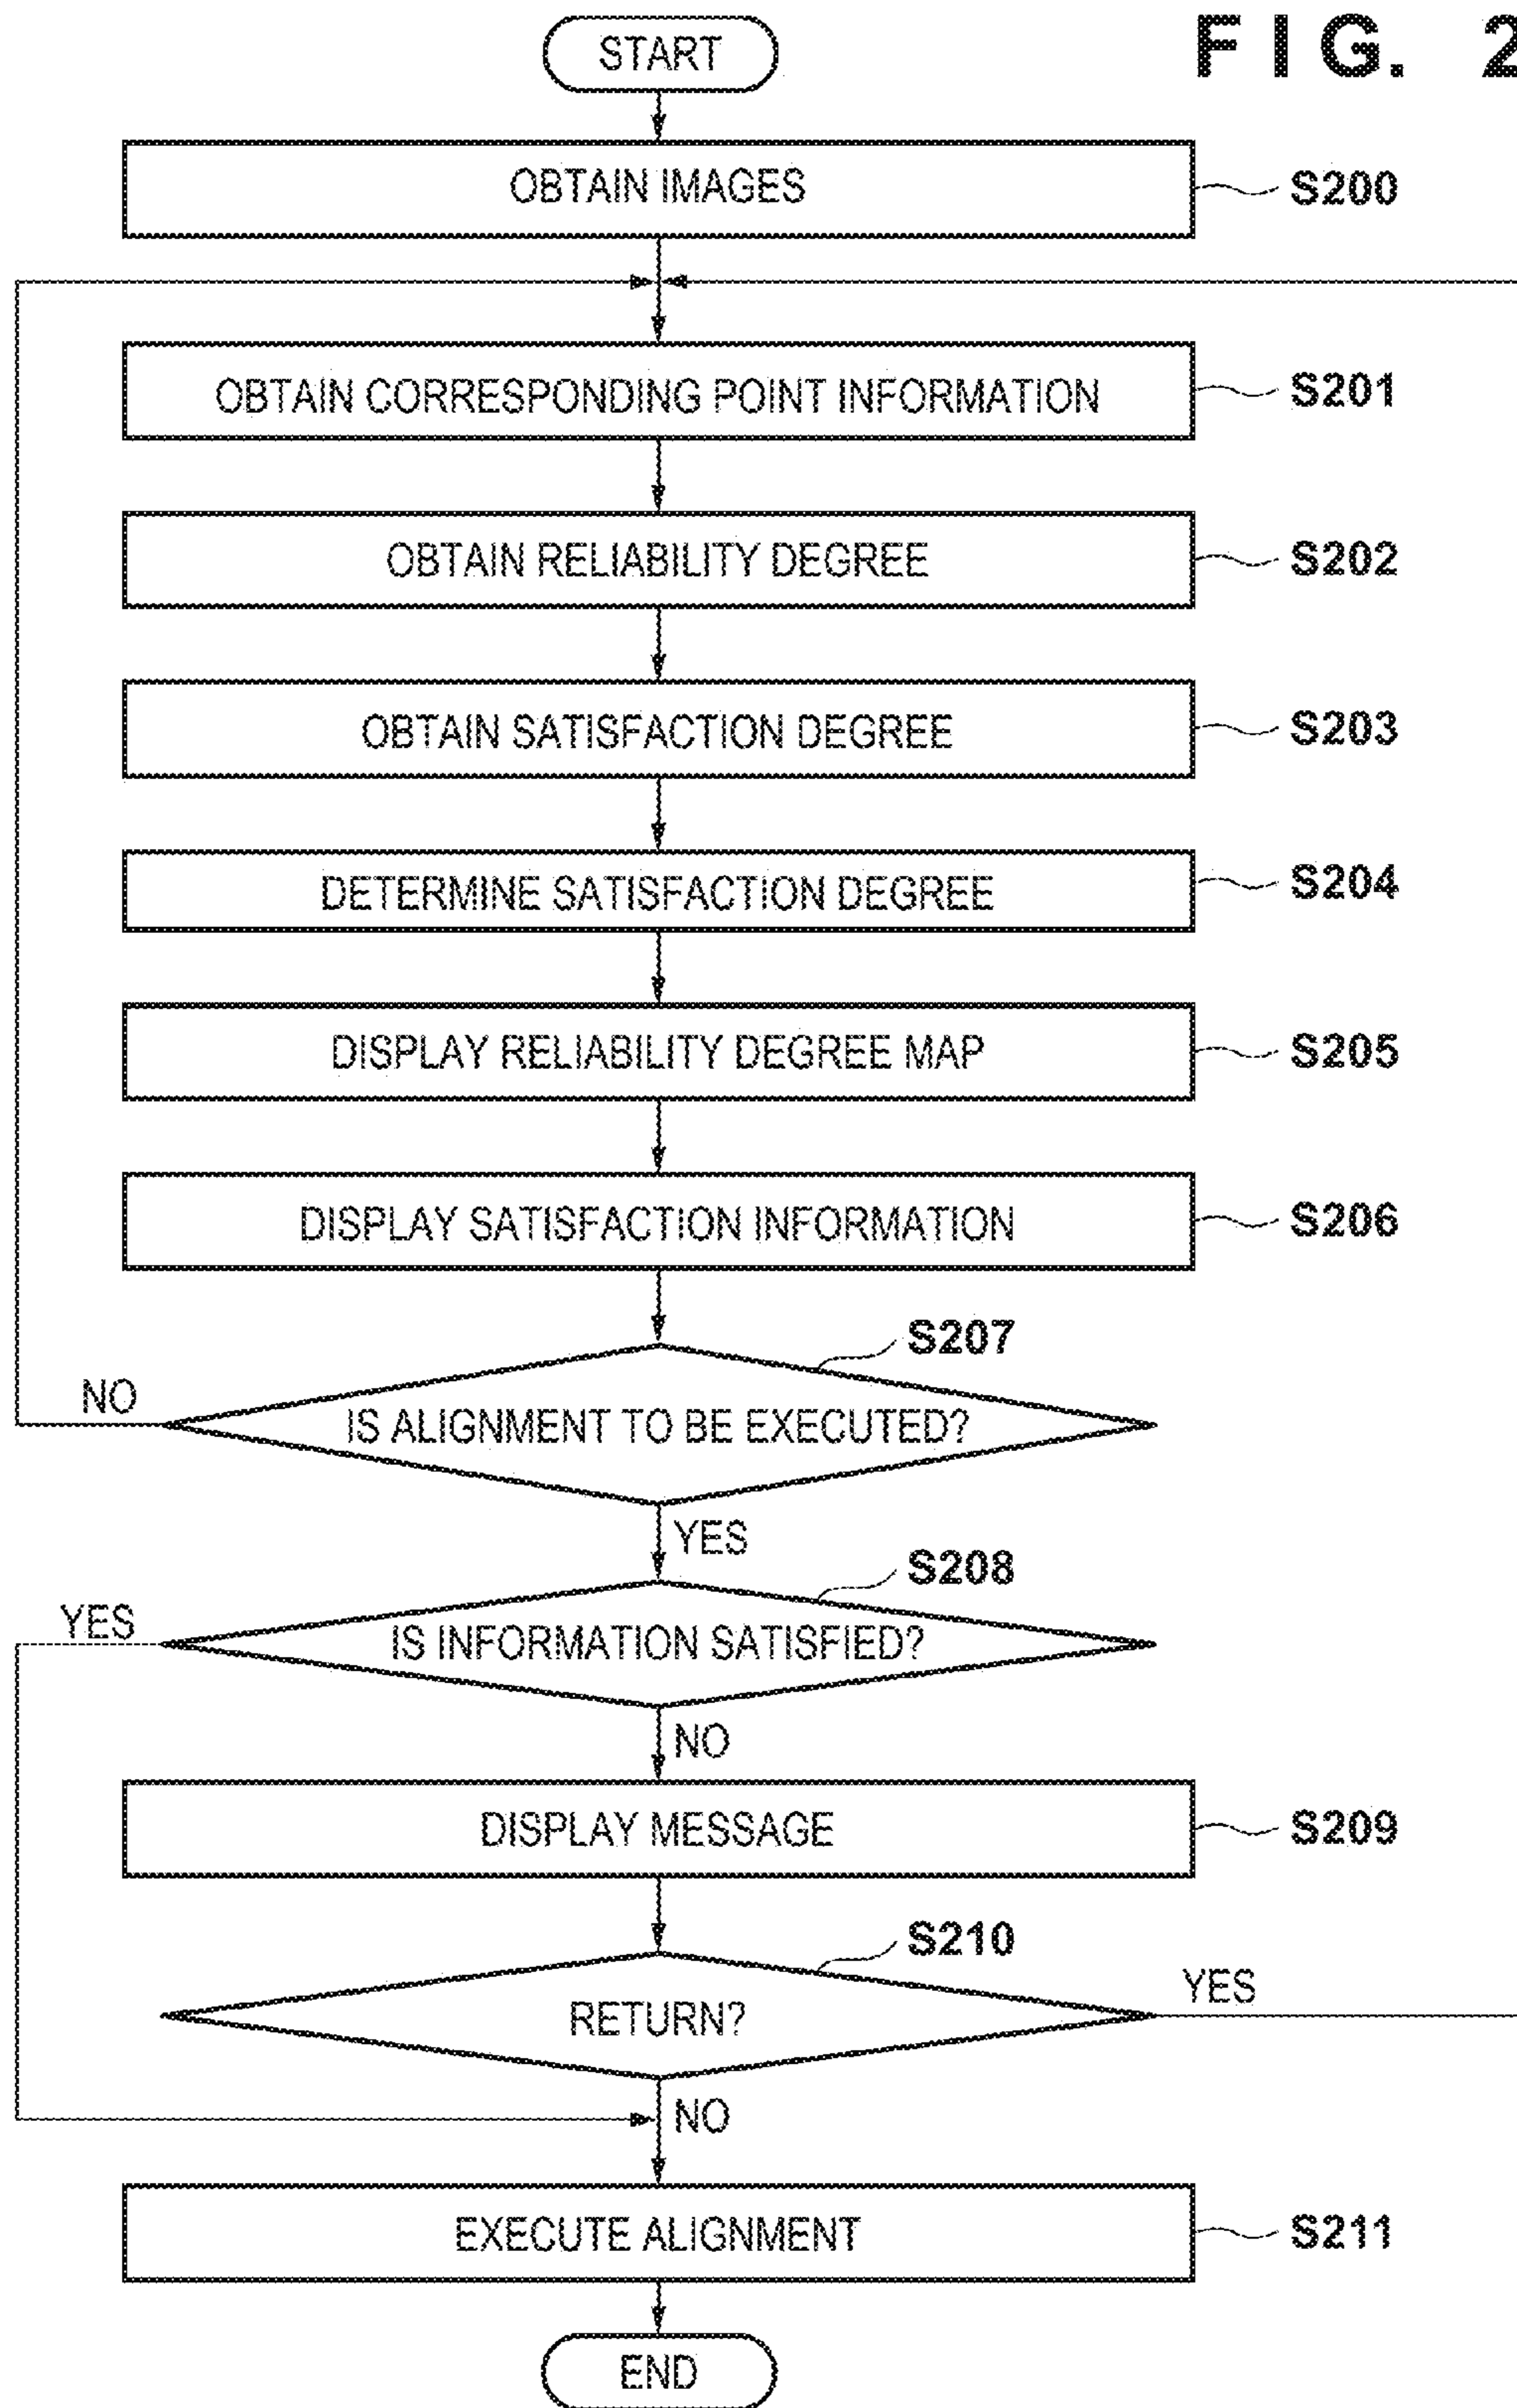 START
F I G. 2
OBTAIN IMAGES
S200
OBTAIN CORRESPONDING POINT INFORMATION
S201
OBTAIN RELIABILITY DEGREE
S202
OBTAIN SATISFACTION DEGREE
S203
DETERMINE SATISFACTION DEGREE
S204
DISPLAY RELIABILITY DEGREE MAP
S205
DISPLAY SATISFACTION INFORMATION
S206
S207
NO
IS ALIGNMENT TO BE EXECUTED?
YES
S208
YES
IS INFORMATION SATISFIED?
NO
DISPLAY MESSAGE
S209
S210
YES
RETURN?
NO
EXECUTE ALIGNMENT
S211
END